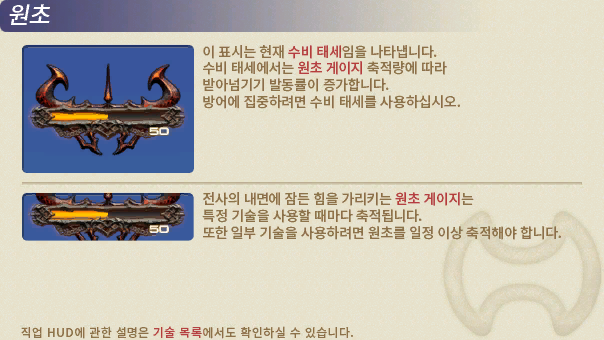 원초
이 표시는 현재 수비 태세임을 나타냅니다.
수비 태세에서는 원초 게이지 축적량에 따라
받아넘기기 발동률이 증가합니다.
방어에 집중하려면 수비 태세를 사용하십시오.
50
전사의 내면에 잠든 힘을 가리키는 원초 게이지는
특정 기술을 사용할 때마다 축적됩니다.
또한 일부 기술을 사용하려면 원초를 일정 이상 축적해야 합니다.
50
직업 HUD에 관한 설명은 기술 목록에서도 확인하실 수 있습니다.